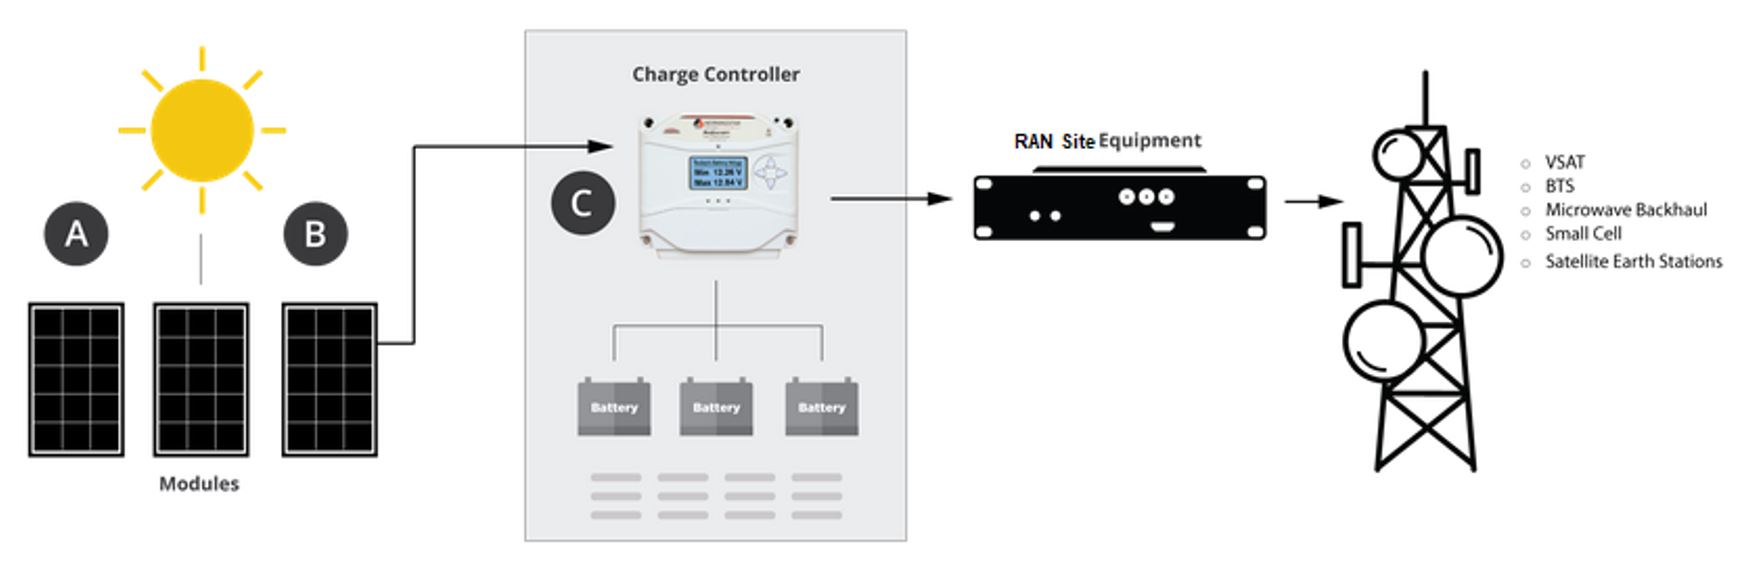 A
B
Modules
Charge Controller
Min 12.26 V
Max 12.84 V
C
Battery
Battery
Battery
RAN Site Equipment
VSAT
BTS
Microwave Backhaul
Small Cell
Satellite Earth Stations